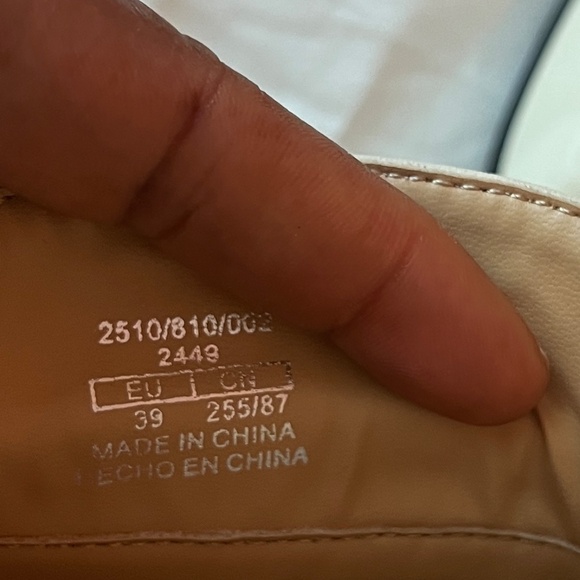 2510/810/002
2449
EU CN
39 255/87
MADE IN CHINA
HECHO EN CHINA